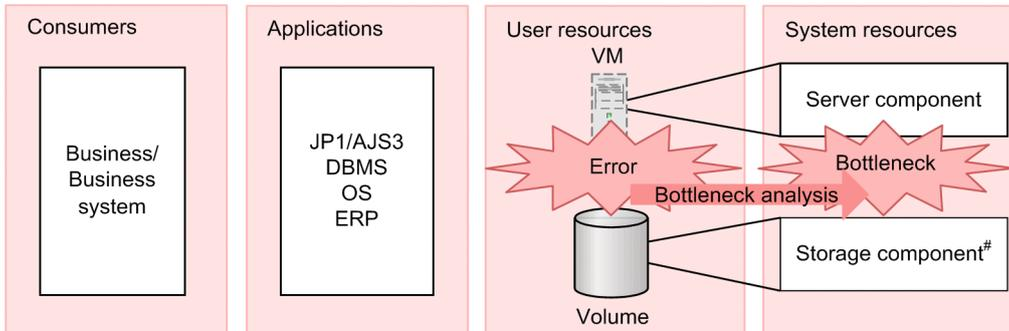 Consumers
Applications
User resources
System resources
VM
Server component
Business/
Business
system
JP1/AJS3
DBMS
OS
ERP
Error
Bottleneck
Bottleneck analysis
Storage component#
Volume